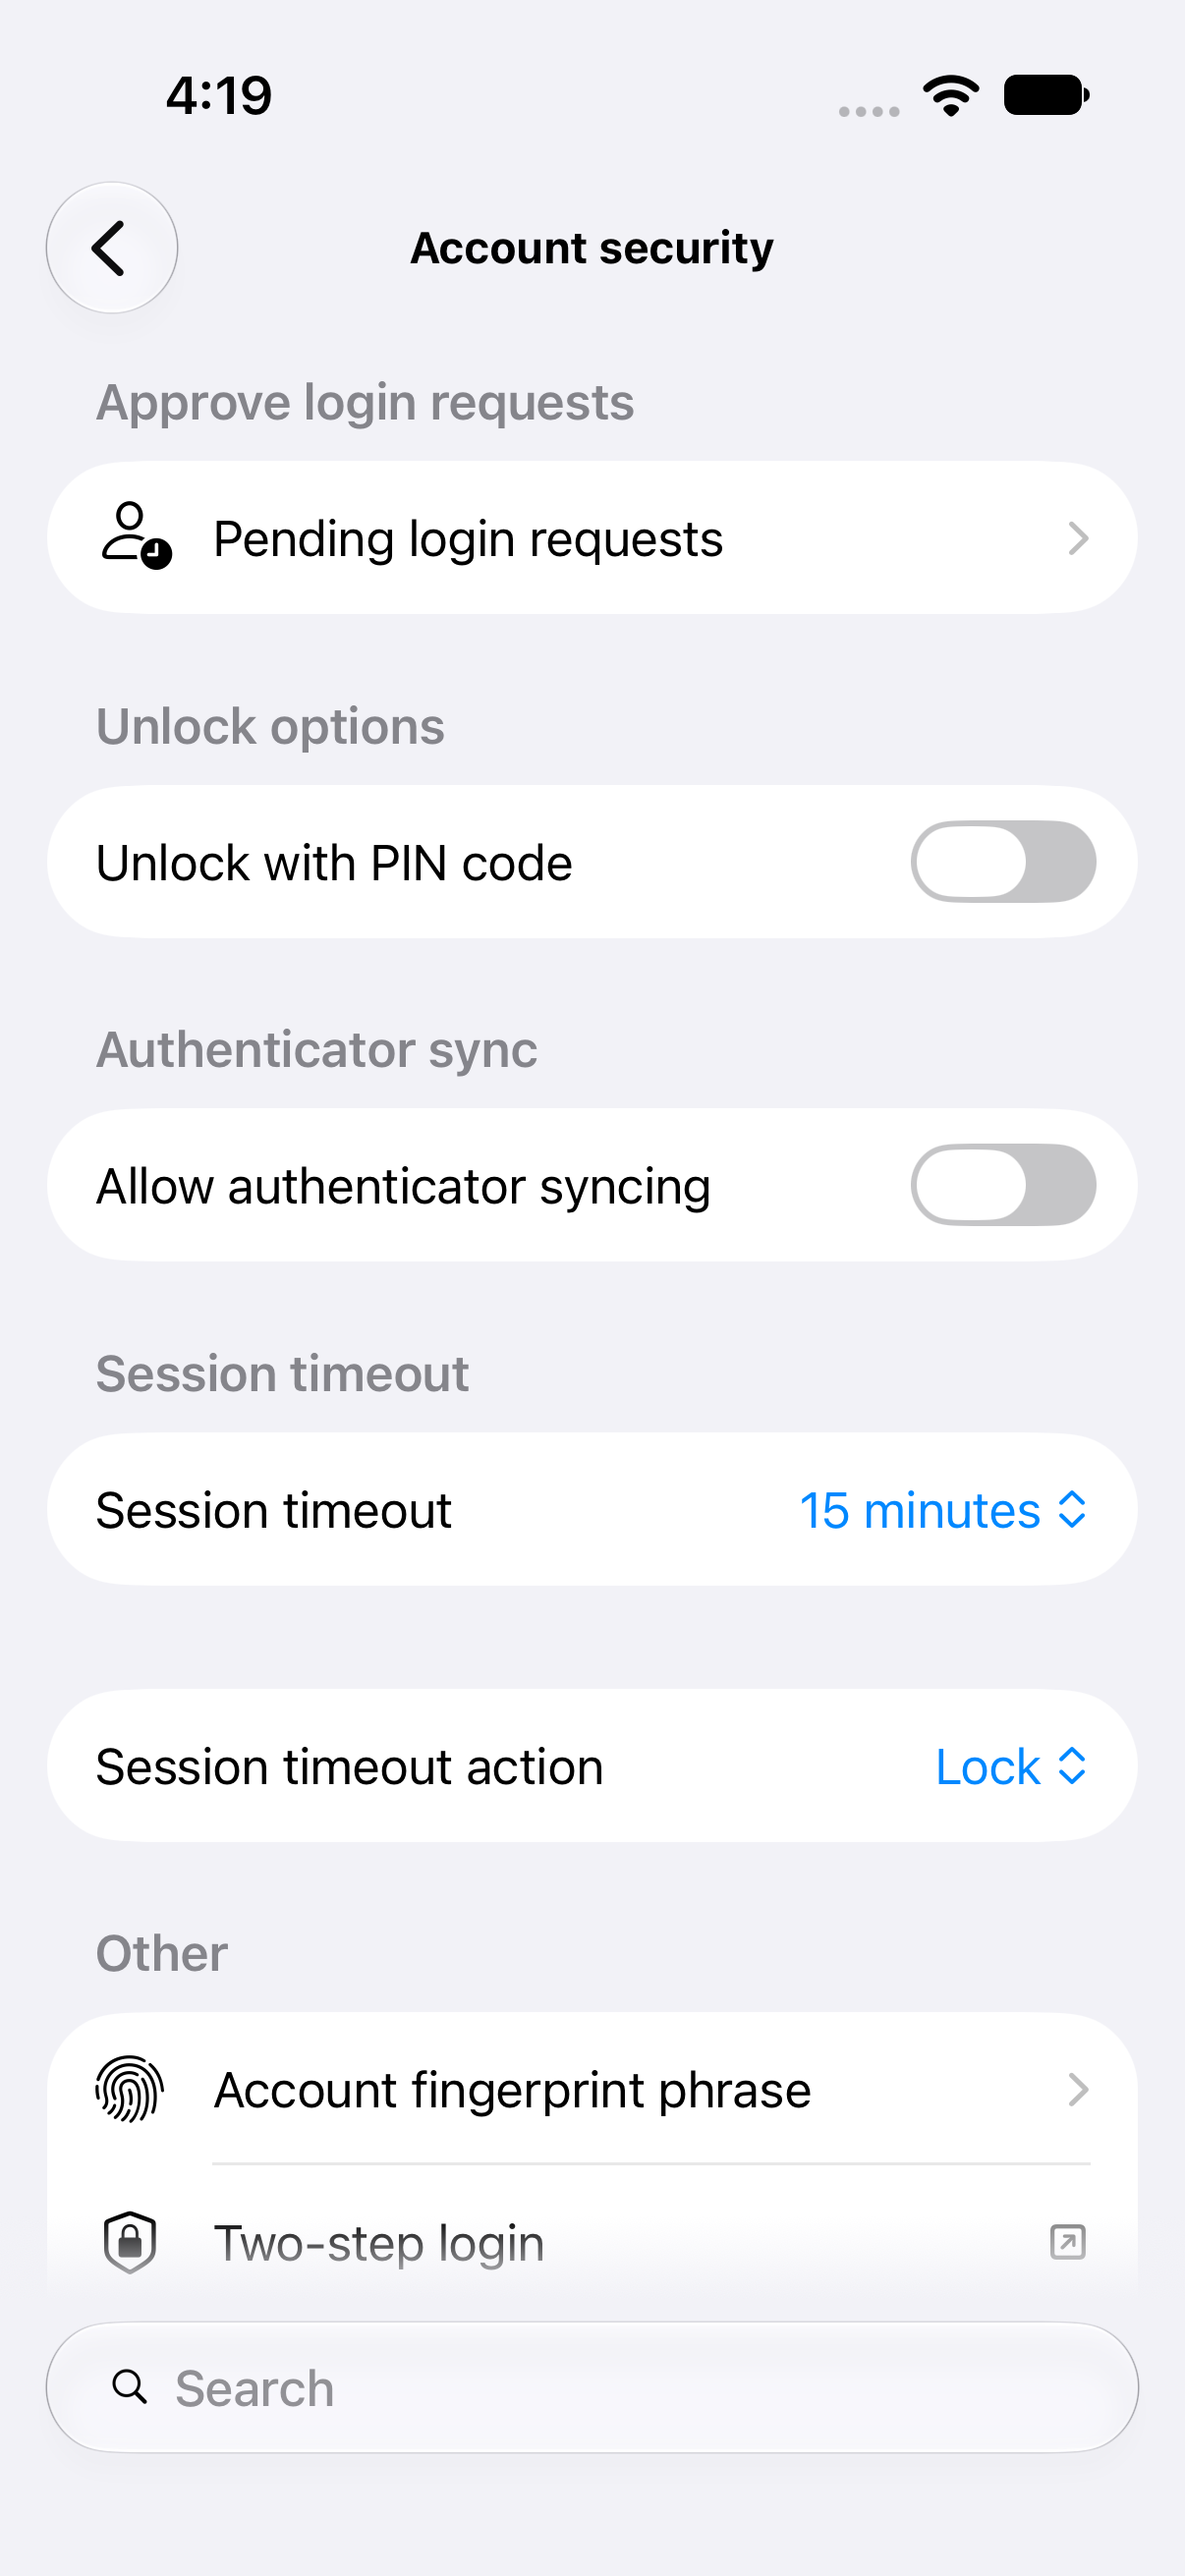 4:19
Account security
Approve login requests
Pending login requests
Unlock options
Unlock with PIN code
Authenticator sync
Allow authenticator syncing
Session timeout
Session timeout 15 minutes
Session timeout action Lock
Other
Account fingerprint phrase
Two-step login
Search